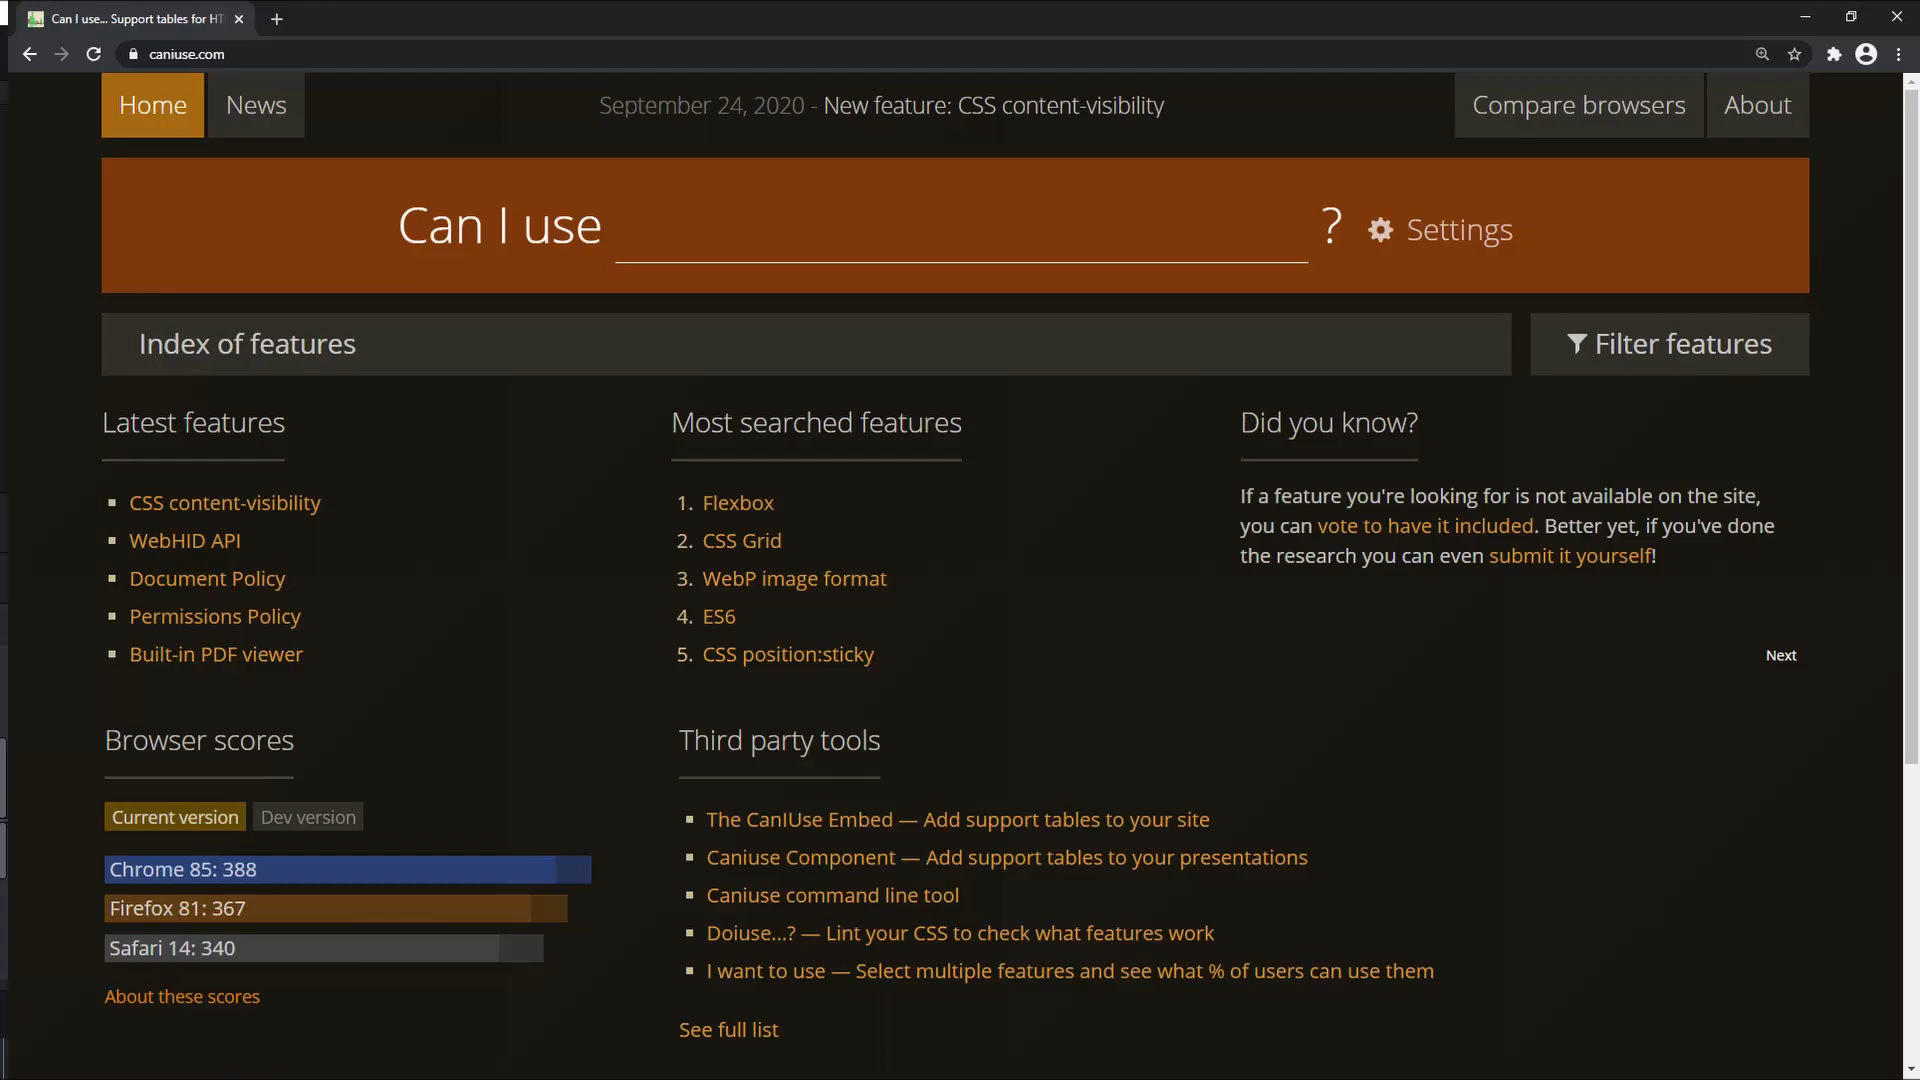 Can I use... Support tables for HT
caniuse.com
Home
News
September 24, 2020 - New feature: CSS content-visibility
Compare browsers
About
Can I use
?
Settings
Index of features
Filter features
Latest features
CSS content-visibility
WebHID API
Document Policy
Permissions Policy
Built-in PDF viewer
Most searched features
1. Flexbox
2. CSS Grid
3. WebP image format
4. ES6
5. CSS position:sticky
Did you know?
If a feature you're looking for is not available on the site,
you can vote to have it included. Better yet, if you've done
the research you can even submit it yourself!
Next
Browser scores
Current version
Dev version
Chrome 85: 388
Firefox 81: 367
Safari 14: 340
About these scores
Third party tools
The CanIUse Embed — Add support tables to your site
Caniuse Component — Add support tables to your presentations
Caniuse command line tool
Doiuse...? — Lint your CSS to check what features work
I want to use — Select multiple features and see what % of users can use them
See full list